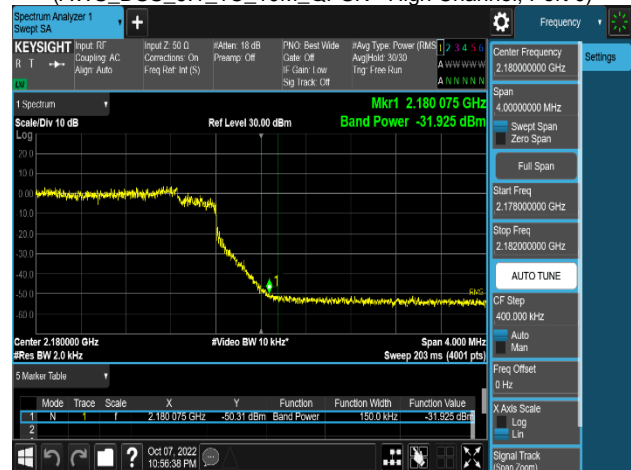 Spectrum Analyzer 1
Swept SA
Frequency
KEYSIGHT
R T
Input: RF
Coupling: AC
Align: Auto
Input Z: 50 Ω
Corrections: On
Freq Ref: Int (S)
#Atten: 18 dB
Preamp: Off
PNO: Best Wide
Gate: Off
IF Gain: Low
Sig Track: Off
#Avg Type: Power (RMS
Avg|Hold: 30/30
Trig: Free Run
1 2 3 4 5 6
A W W W W W
A N N N N N
LXI
1 Spectrum
Scale/Div 10 dB
Log
Ref Level 30.00 dBm
Mkr1 2.180 075 GHz
Band Power -31.925 dBm
20.0
10.0
0.00
-10.0
-20.0
-30.0
-40.0
-50.0
-60.0
1
RMS
Center 2.180000 GHz
#Res BW 2.0 kHz
#Video BW 10 kHz*
Span 4.000 MHz
Sweep 203 ms (4001 pts)
5 Marker Table
Mode Trace Scale X Y Function Function Width Function Value
1 N 1 f 2.180 075 GHz -50.31 dBm Band Power 150.0 kHz -31.925 dBm
2
Oct 07, 2022
10:56:38 PM
Center Frequency
2.180000000 GHz
Settings
Span
4.00000000 MHz
Swept Span
Zero Span
Full Span
Start Freq
2.178000000 GHz
Stop Freq
2.182000000 GHz
AUTO TUNE
CF Step
400.000 kHz
Auto
Man
Freq Offset
0 Hz
X Axis Scale
Log
Lin
Signal Track
(Span Zoom)